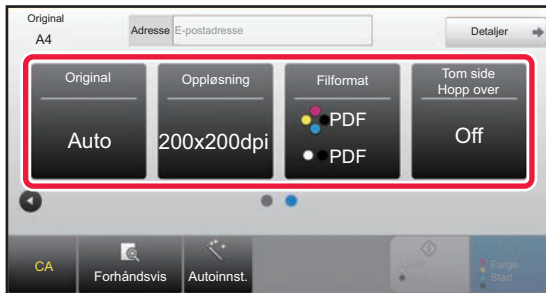 Original
A4
Adresse E-postadresse
Detaljer
Original
Auto
Oppløsning
200x200dpi
Filformat
PDF
PDF
Tom side
Hopp over
Off
CA
Forhåndsvis
Autoinnst.
Farge
Start